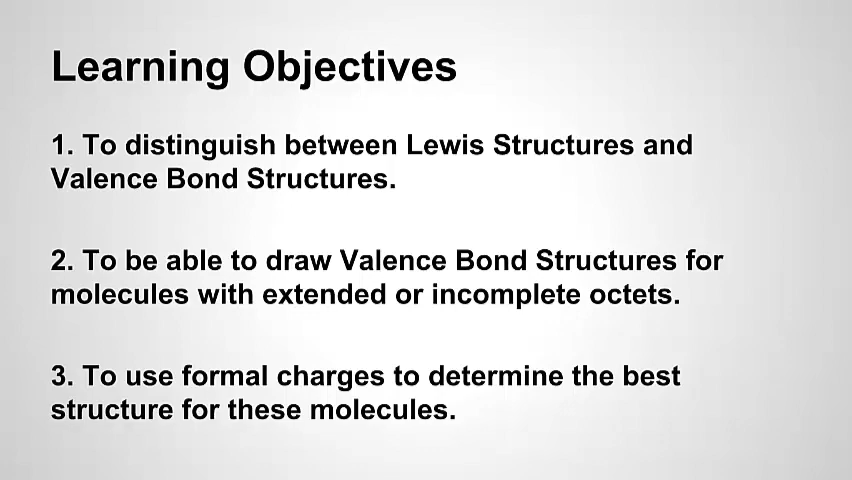 Learning Objectives
1. To distinguish between Lewis Structures and
Valence Bond Structures.
2. To be able to draw Valence Bond Structures for
molecules with extended or incomplete octets.
3. To use formal charges to determine the best
structure for these molecules.